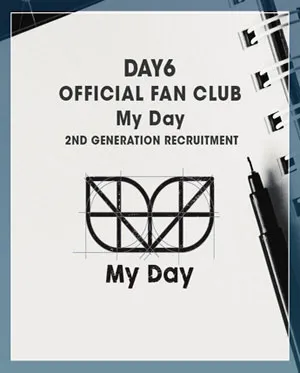 DAY6
OFFICIAL FAN CLUB
My Day
2ND GENERATION RECRUITMENT
My Day